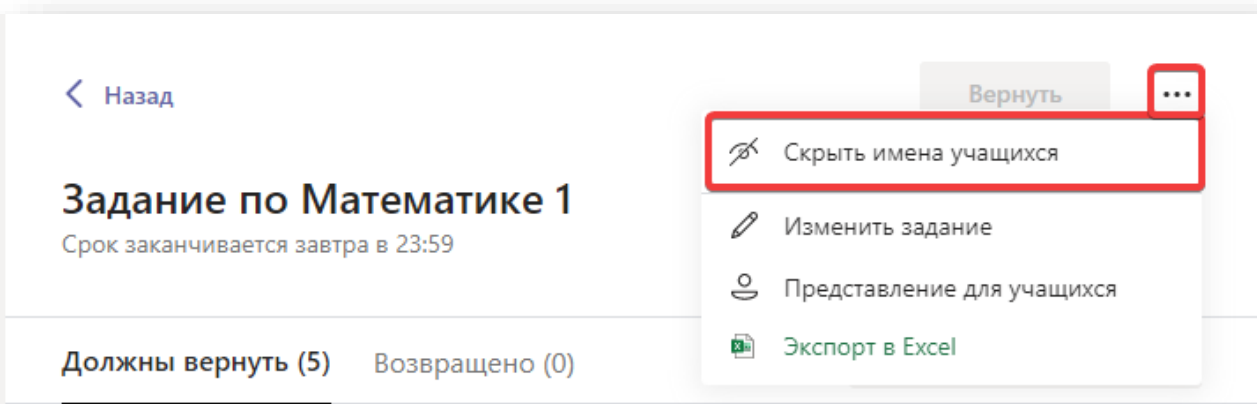 Назад
Вернуть
...
Скрыть имена учащихся
Задание по Математике 1
Срок заканчивается завтра в 23:59
Изменить задание
Представление для учащихся
Экспорт в Excel
Должны вернуть (5)
Возвращено (0)